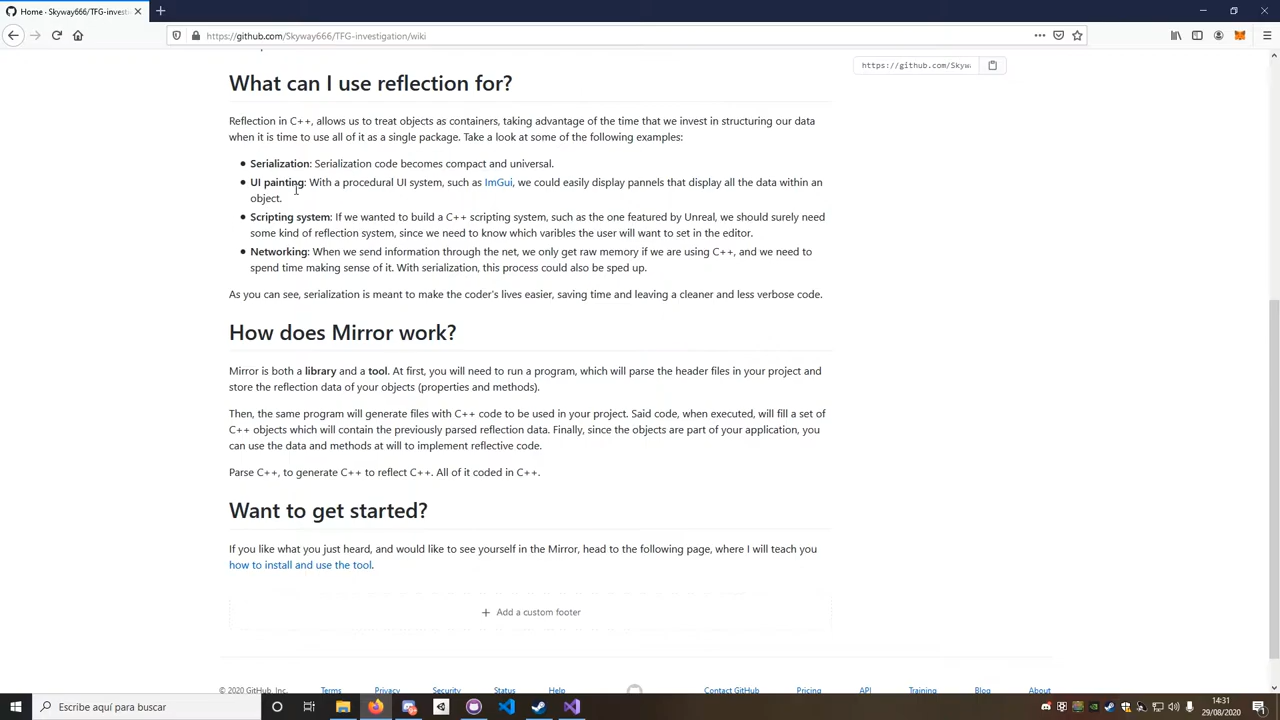 Home · Skyway666/TFG-investi
https://github.com/Skyway666/TFG-investigation/wiki
https://github.com/Skyw
What can I use reflection for?
Reflection in C++, allows us to treat objects as containers, taking advantage of the time that we invest in structuring our data
when it is time to use all of it as a single package. Take a look at some of the following examples:
Serialization: Serialization code becomes compact and universal.
UI painting: With a procedural UI system, such as ImGui, we could easily display pannels that display all the data within an
object.
Scripting system: If we wanted to build a C++ scripting system, such as the one featured by Unreal, we should surely need
some kind of reflection system, since we need to know which varibles the user will want to set in the editor.
Networking: When we send information through the net, we only get raw memory if we are using C++, and we need to
spend time making sense of it. With serialization, this process could also be sped up.
As you can see, serialization is meant to make the coder's lives easier, saving time and leaving a cleaner and less verbose code.
How does Mirror work?
Mirror is both a library and a tool. At first, you will need to run a program, which will parse the header files in your project and
store the reflection data of your objects (properties and methods).
Then, the same program will generate files with C++ code to be used in your project. Said code, when executed, will fill a set of
C++ objects which will contain the previously parsed reflection data. Finally, since the objects are part of your application, you
can use the data and methods at will to implement reflective code.
Parse C++, to generate C++ to reflect C++. All of it coded in C++.
Want to get started?
If you like what you just heard, and would like to see yourself in the Mirror, head to the following page, where I will teach you
how to install and use the tool.
Add a custom footer
© 2020 GitHub, Inc. Terms Privacy Security Status Help Contact GitHub Pricing API Training Blog About
Escribe aquí para buscar
14:31
29/08/2020